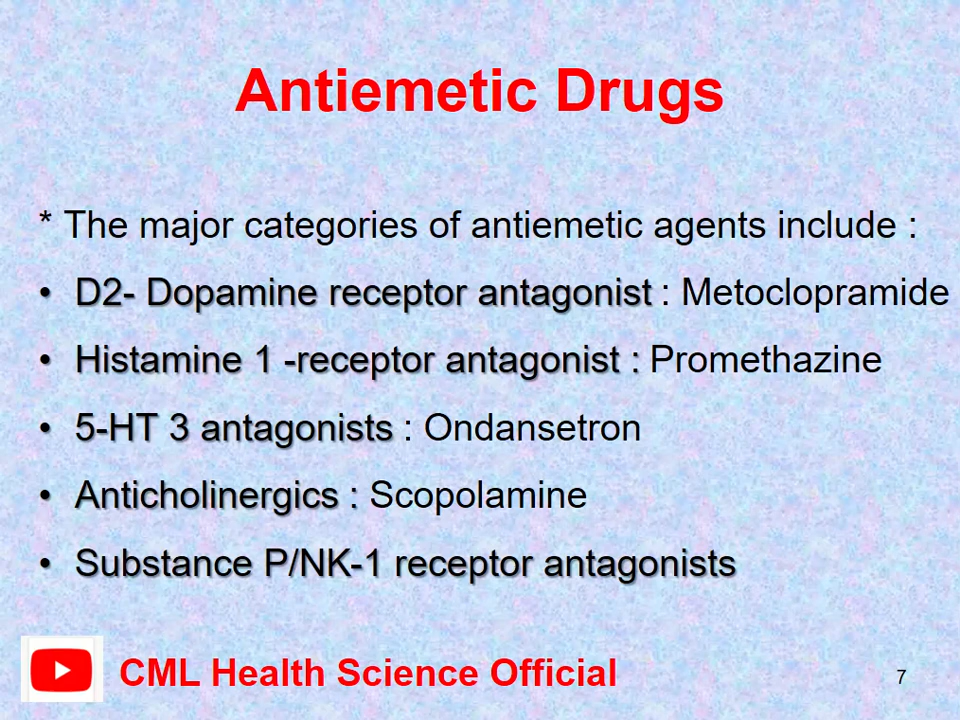 Antiemetic Drugs
* The major categories of antiemetic agents include :
• D2- Dopamine receptor antagonist : Metoclopramide
• Histamine 1 -receptor antagonist : Promethazine
• 5-HT 3 antagonists : Ondansetron
• Anticholinergics : Scopolamine
• Substance P/NK-1 receptor antagonists
CML Health Science Official
7